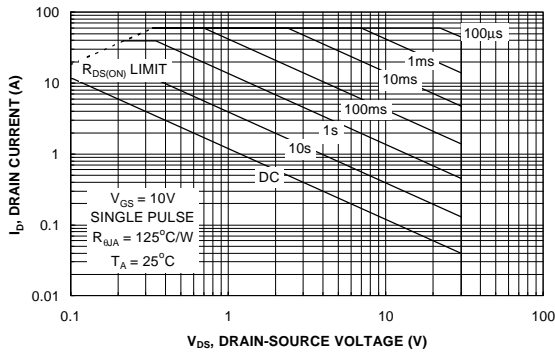 100
10
1
0.1
0.01
I_D, DRAIN CURRENT (A)
R_DS(ON) LIMIT
100µs
1ms
10ms
100ms
1s
10s
DC
V_GS = 10V
SINGLE PULSE
R_θJA = 125°C/W
T_A = 25°C
0.1
1
10
100
V_DS, DRAIN-SOURCE VOLTAGE (V)